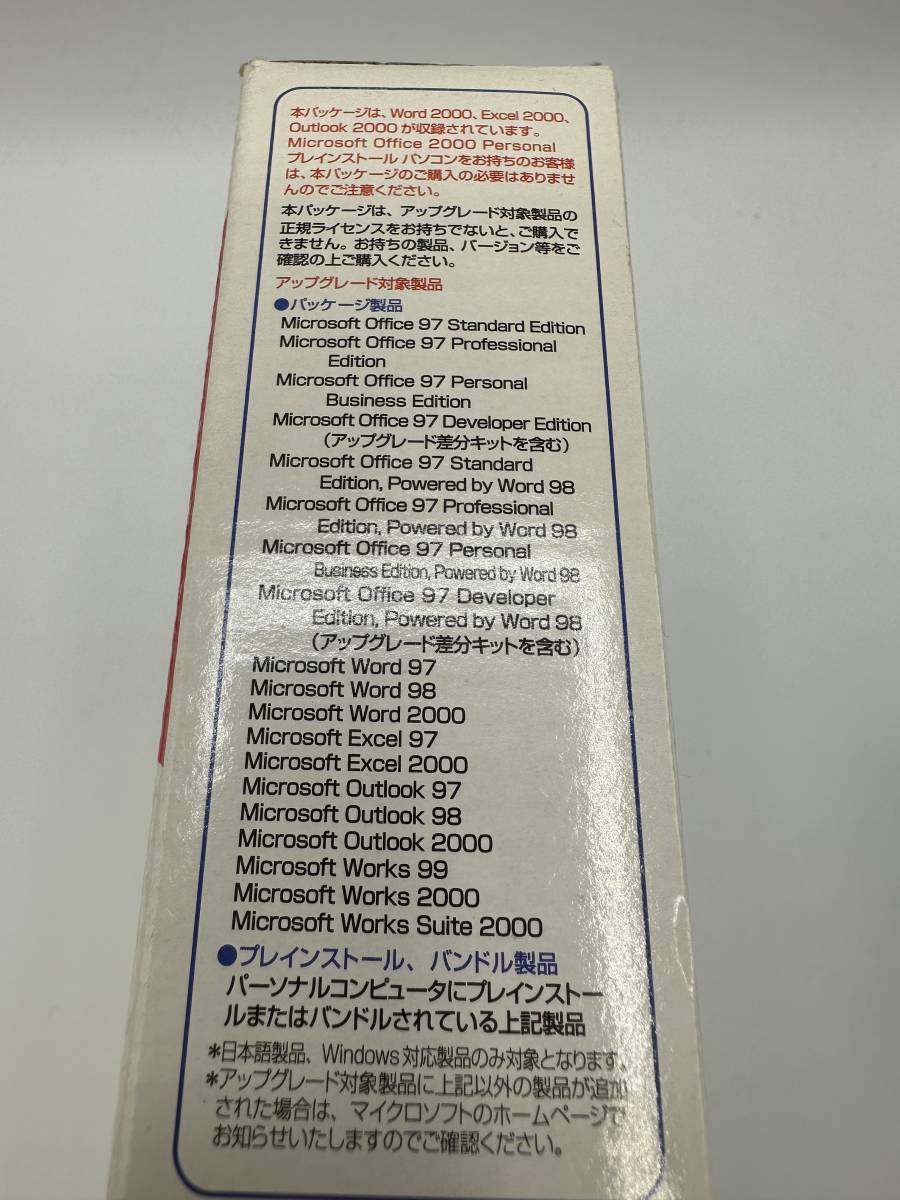 本パッケージは、Word 2000、Excel 2000、
Outlook 2000 が収録されています。
Microsoft Office 2000 Personal
プレインストール パソコンをお持ちのお客様
は、本パッケージのご購入の必要はありませ
んのでご注意ください。
本パッケージは、アップグレード対象製品の
正規ライセンスをお持ちでないと、ご購入で
きません。お持ちの製品、バージョン等をご
確認の上ご購入ください。
アップグレード対象製品
●パッケージ製品
Microsoft Office 97 Standard Edition
Microsoft Office 97 Professional
Edition
Microsoft Office 97 Personal
Business Edition
Microsoft Office 97 Developer Edition
（アップグレード差分キットを含む）
Microsoft Office 97 Standard
Edition, Powered by Word 98
Microsoft Office 97 Professional
Edition, Powered by Word 98
Microsoft Office 97 Personal
Business Edition, Powered by Word 98
Microsoft Office 97 Developer
Edition, Powered by Word 98
（アップグレード差分キットを含む）
Microsoft Word 97
Microsoft Word 98
Microsoft Word 2000
Microsoft Excel 97
Microsoft Excel 2000
Microsoft Outlook 97
Microsoft Outlook 98
Microsoft Outlook 2000
Microsoft Works 99
Microsoft Works 2000
Microsoft Works Suite 2000
●プレインストール、バンドル製品
パーソナルコンピュータにプレインストー
ルまたはバンドルされている上記製品
*日本語製品、Windows 対応製品のみ対象となります。
*アップグレード対象製品に上記以外の製品が追加
された場合は、マイクロソフトのホームページで
お知らせいたしますのでご確認ください。